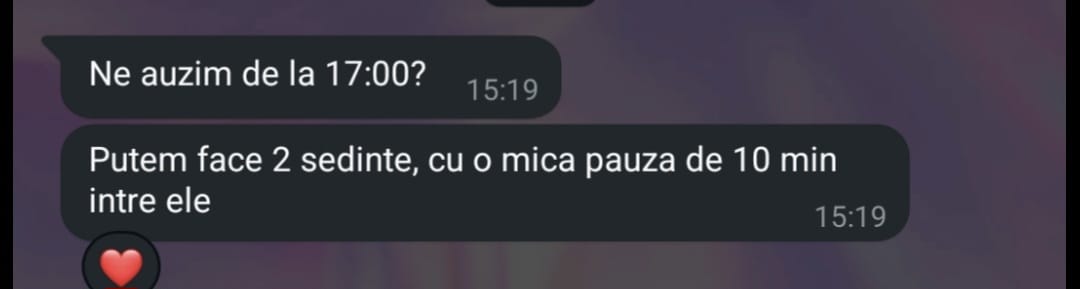 Ne auzim de la 17:00?
15:19
Putem face 2 sedinte, cu o mica pauza de 10 min
intre ele
15:19